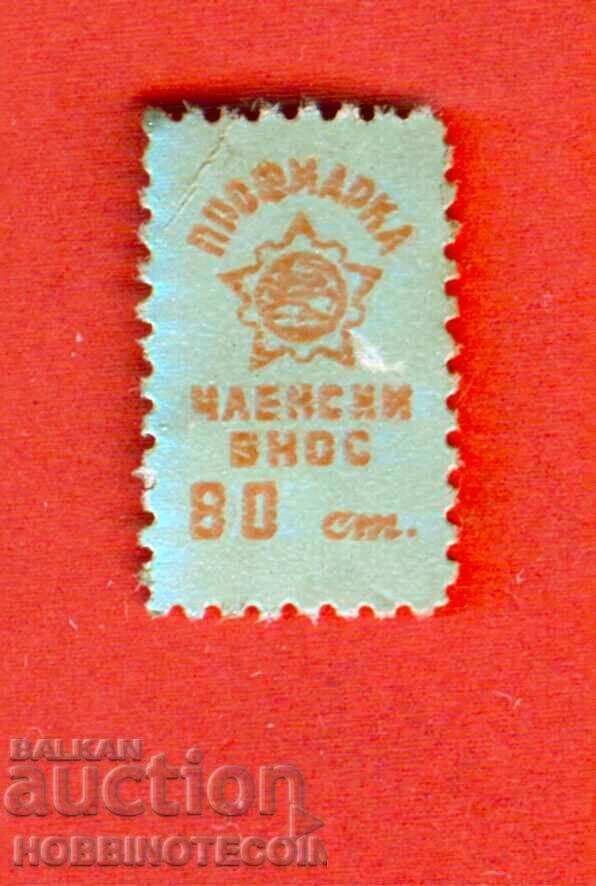 ПРОФМАРКА
ЧЛЕНСКИ
ВНОС
80 ст.
BALKAN
auction
HOBBINOTECOIN